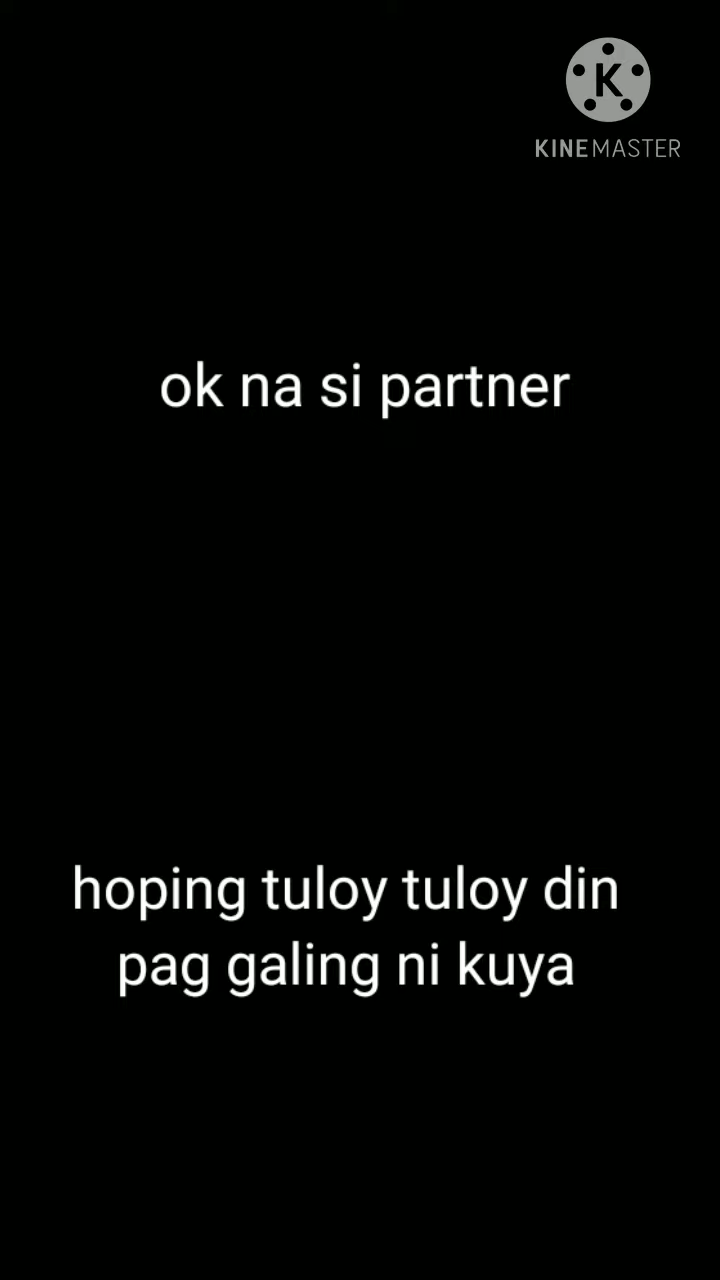 K
KINEMASTER
ok na si partner
hoping tuloy tuloy din
pag galing ni kuya